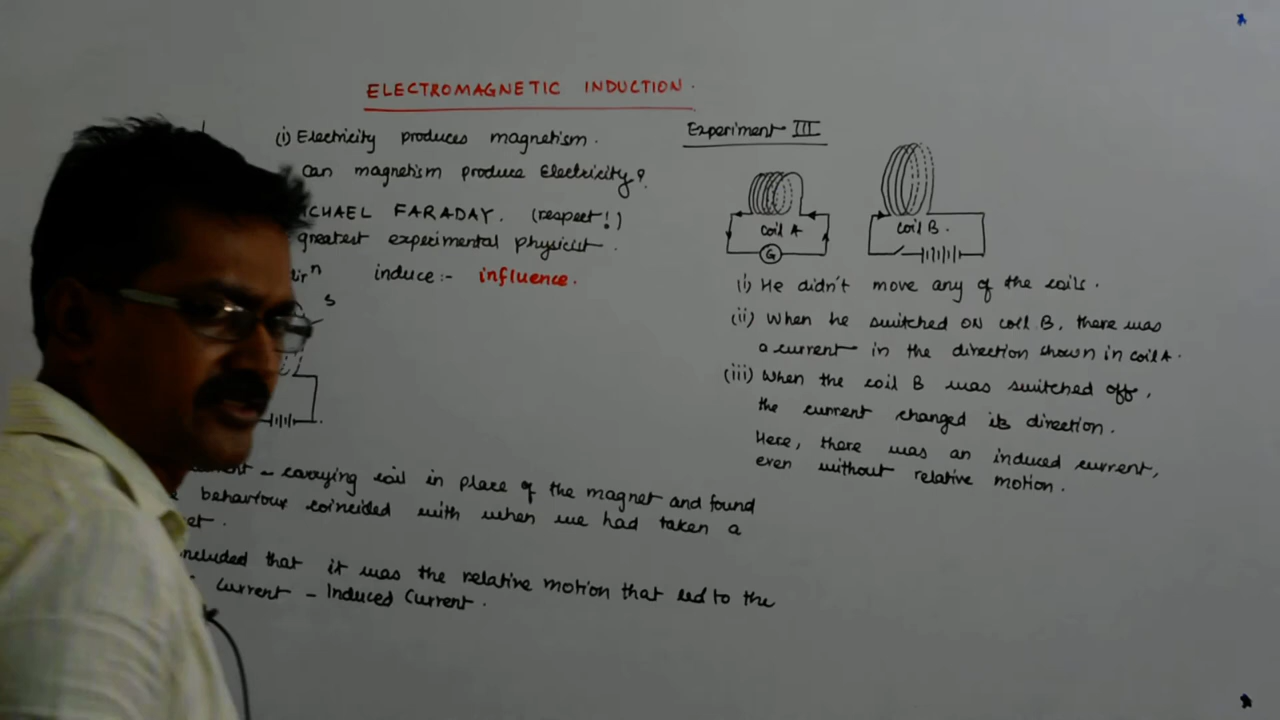 ELECTROMAGNETIC INDUCTION.
(i) Electricity produces magnetism.
Can magnetism produce Electricity?
ICHAEL FARADAY. (respect!)
greatest experimental physicist.
dirⁿ induce:- influence.
S
- carrying coil in place of the magnet and found
behaviour coincided with when we had taken a
et.
ncluded that it was the relative motion that led to the
current - Induced Current.
Experiment III
coil A
G
coil B.
(i) He didn't move any of the coils.
(ii) When he switched ON coil B, there was
a current in the direction shown in coil A.
(iii) When the coil B was switched off,
the current changed its direction.
Here, there was an induced current,
even without relative motion.